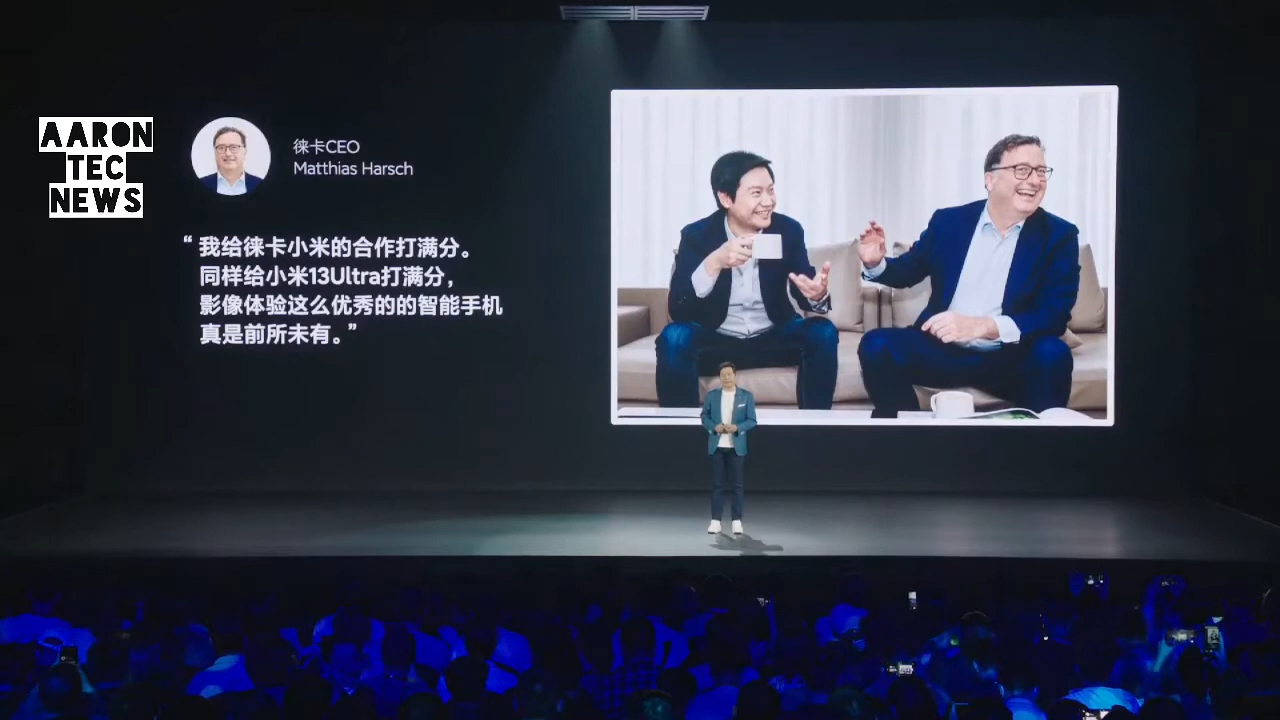 AARON
TEC
NEWS
徕卡CEO
Matthias Harsch
“我给徕卡小米的合作打满分。
同样给小米13Ultra打满分，
影像体验这么优秀的的智能手机
真是前所未有。”